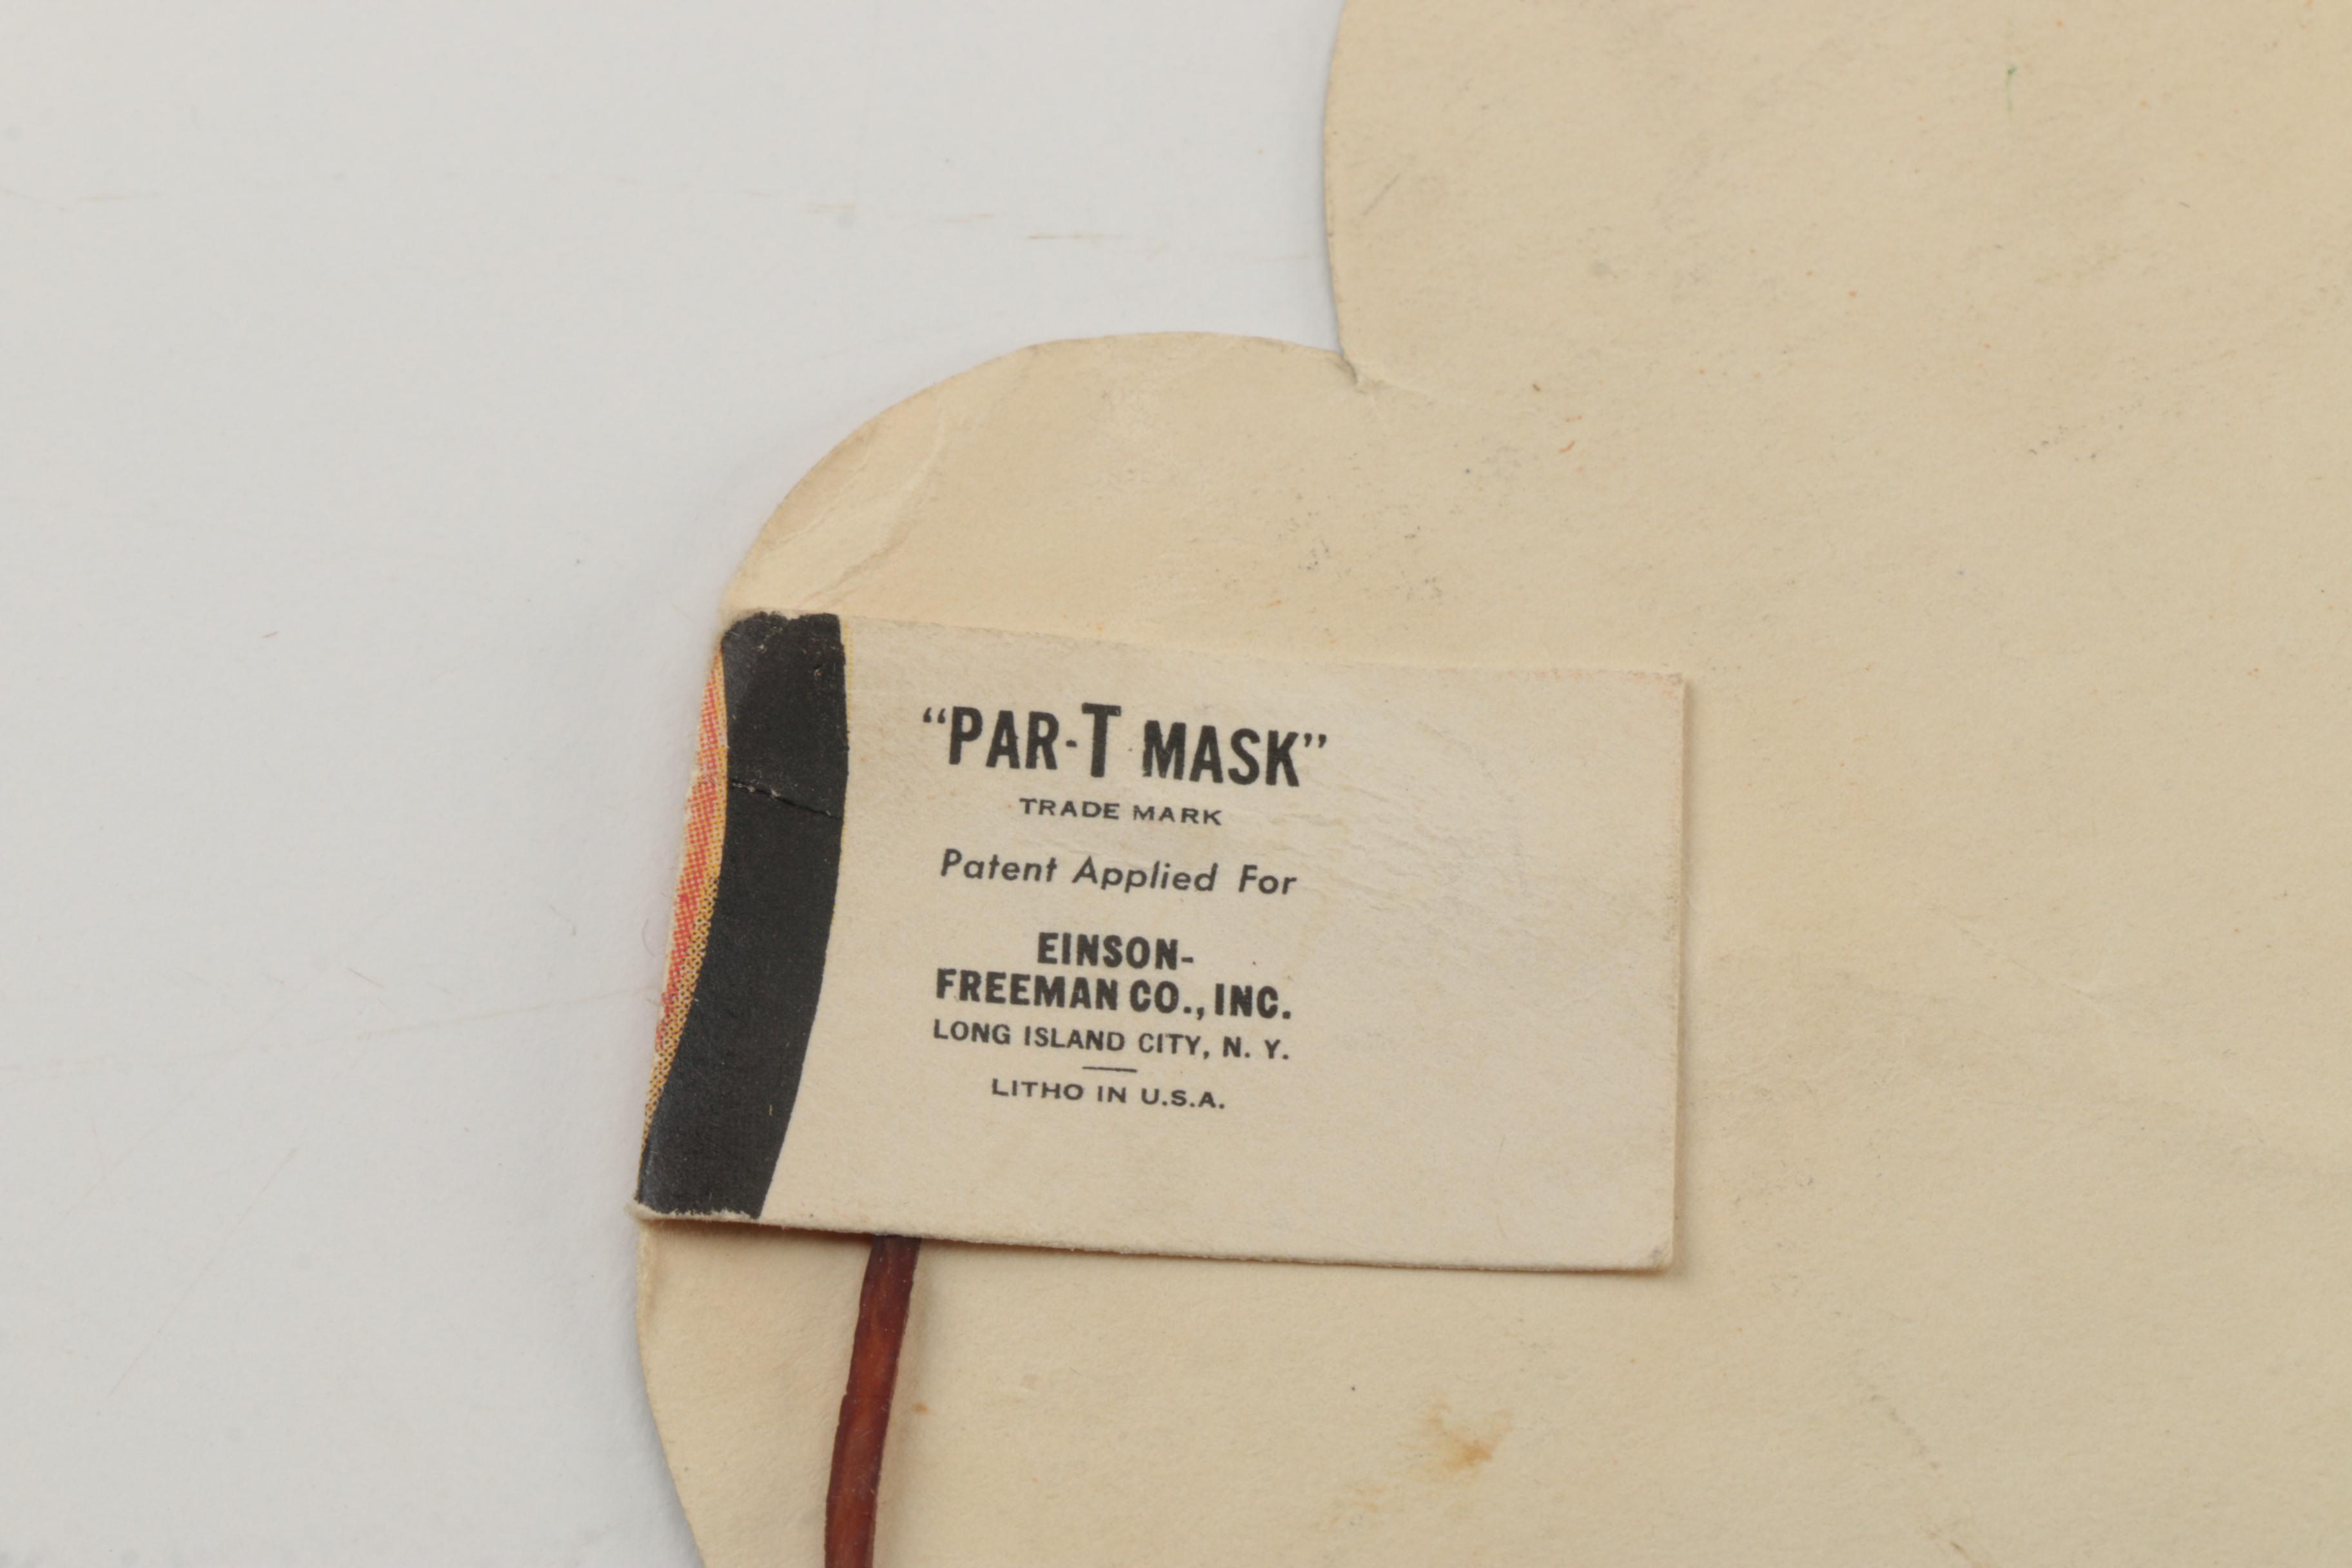 “PAR-T MASK”
TRADE MARK
Patent Applied For
EINSON-
FREEMAN CO., INC.
LONG ISLAND CITY, N. Y.
LITHO IN U.S.A.